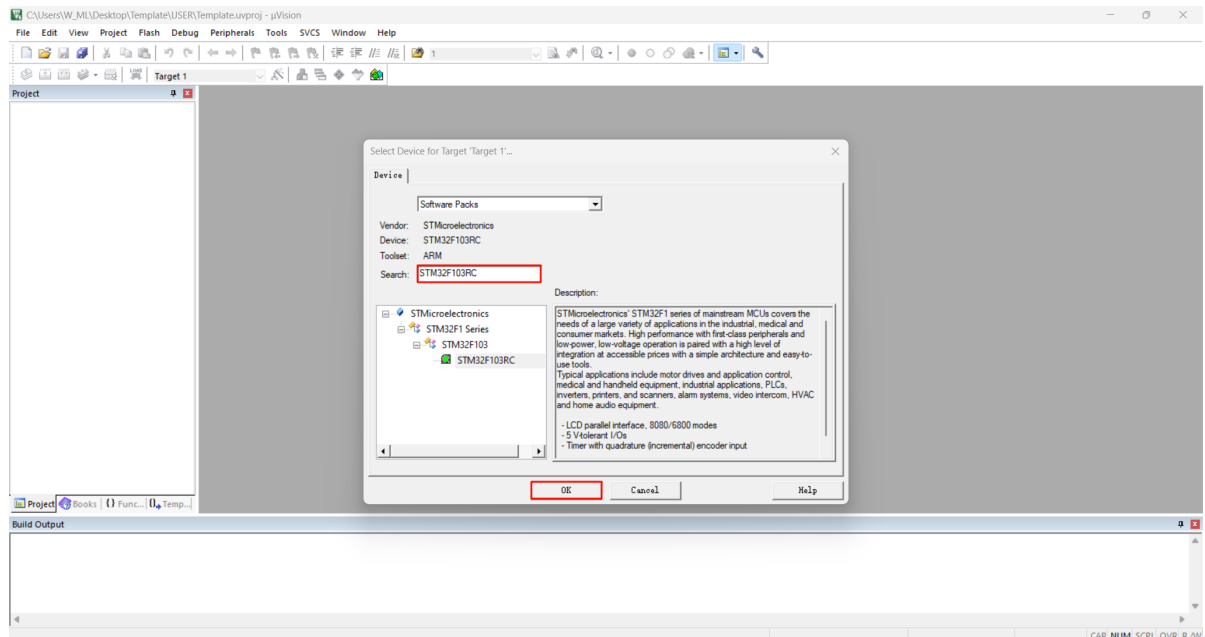 C:\Users\W_ML\Desktop\Template\USER\Template.uvproj - µVision
File Edit View Project Flash Debug Peripherals Tools SVCS Window Help
1
LOAD Target 1
Project
Select Device for Target 'Target 1'...
Device
Software Packs
Vendor: STMicroelectronics
Device: STM32F103RC
Toolset: ARM
Search: STM32F103RC
Description:
STMicroelectronics
STM32F1 Series
STM32F103
STM32F103RC
STMicroelectronics' STM32F1 series of mainstream MCUs covers the
needs of a large variety of applications in the industrial, medical and
consumer markets. High performance with first-class peripherals and
low-power, low-voltage operation is paired with a high level of
integration at accessible prices with a simple architecture and easy-to-
use tools.
Typical applications include motor drives and application control,
medical and handheld equipment, industrial applications, PLCs,
inverters, printers, and scanners, alarm systems, video intercom, HVAC
and home audio equipment.
- LCD parallel interface, 8080/6800 modes
- 5 V-tolerant I/Os
- Timer with quadrature (incremental) encoder input
OK Cancel Help
Project Books {} Func... 0 Temp...
Build Output
CAP NUM SCRL OVR R/W